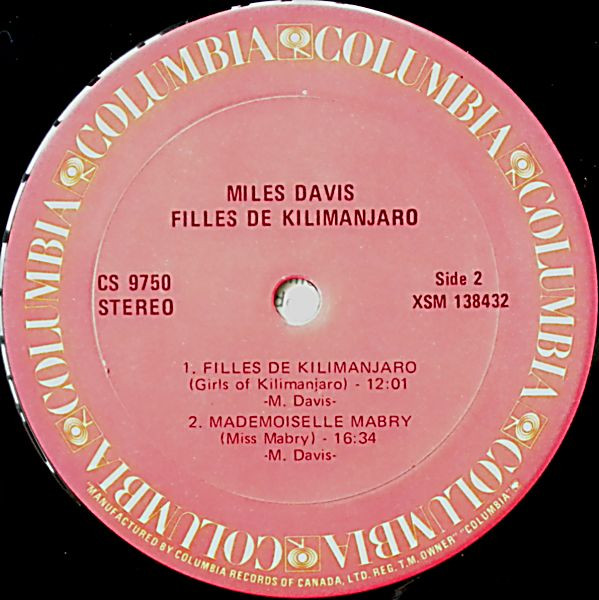 COLUMBIA COLUMBIA COLUMBIA COLUMBIA COLUMBIA COLUMBIA
MILES DAVIS
FILLES DE KILIMANJARO
CS 9750
STEREO
Side 2
XSM 138432
1. FILLES DE KILIMANJARO
(Girls of Kilimanjaro) - 12:01
-M. Davis-
2. MADEMOISELLE MABRY
(Miss Mabry) - 16:34
-M. Davis-
"MANUFACTURED BY COLUMBIA RECORDS OF CANADA, LTD. REG. T.M. OWNER" "COLUMBIA"